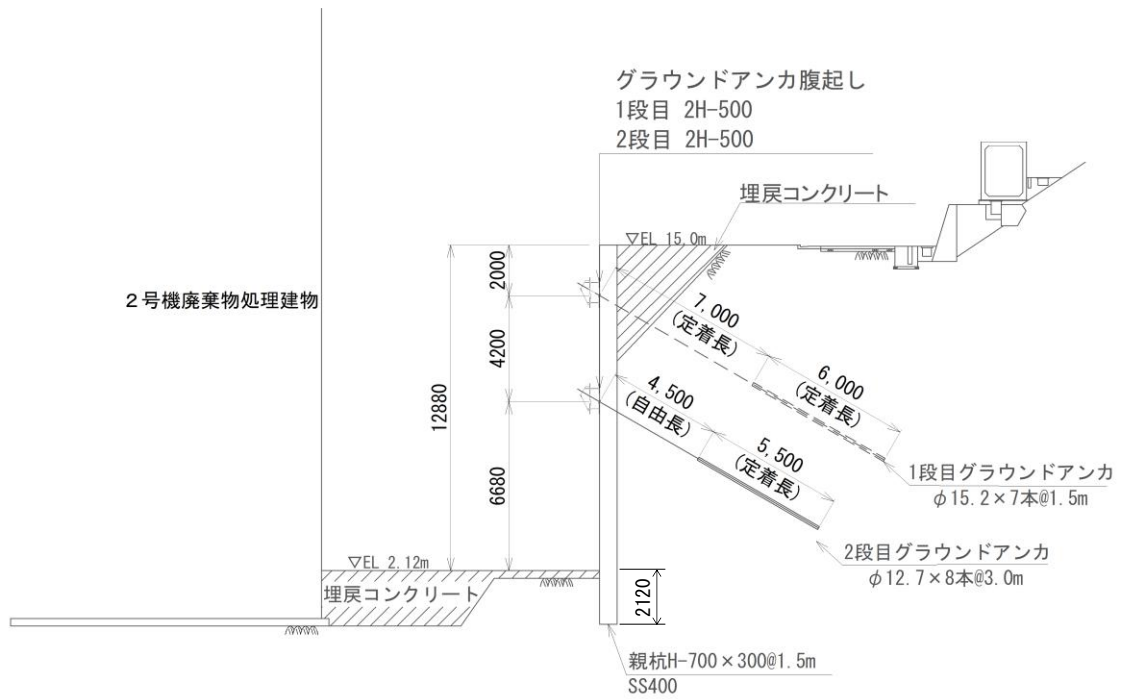 グラウンドアンカ腹起し
1段目 2H-500
2段目 2H-500
埋戻コンクリート
▽EL 15.0m
2000
2号機廃棄物処理建物
7,000
(定着長)
4200
12880
6,000
(定着長)
4,500
(自由長)
5,500
(定着長)
6680
1段目グラウンドアンカ
φ15.2×7本@1.5m
2段目グラウンドアンカ
φ12.7×8本@3.0m
▽EL 2.12m
埋戻コンクリート
2120
親杭H-700×300@1.5m
SS400